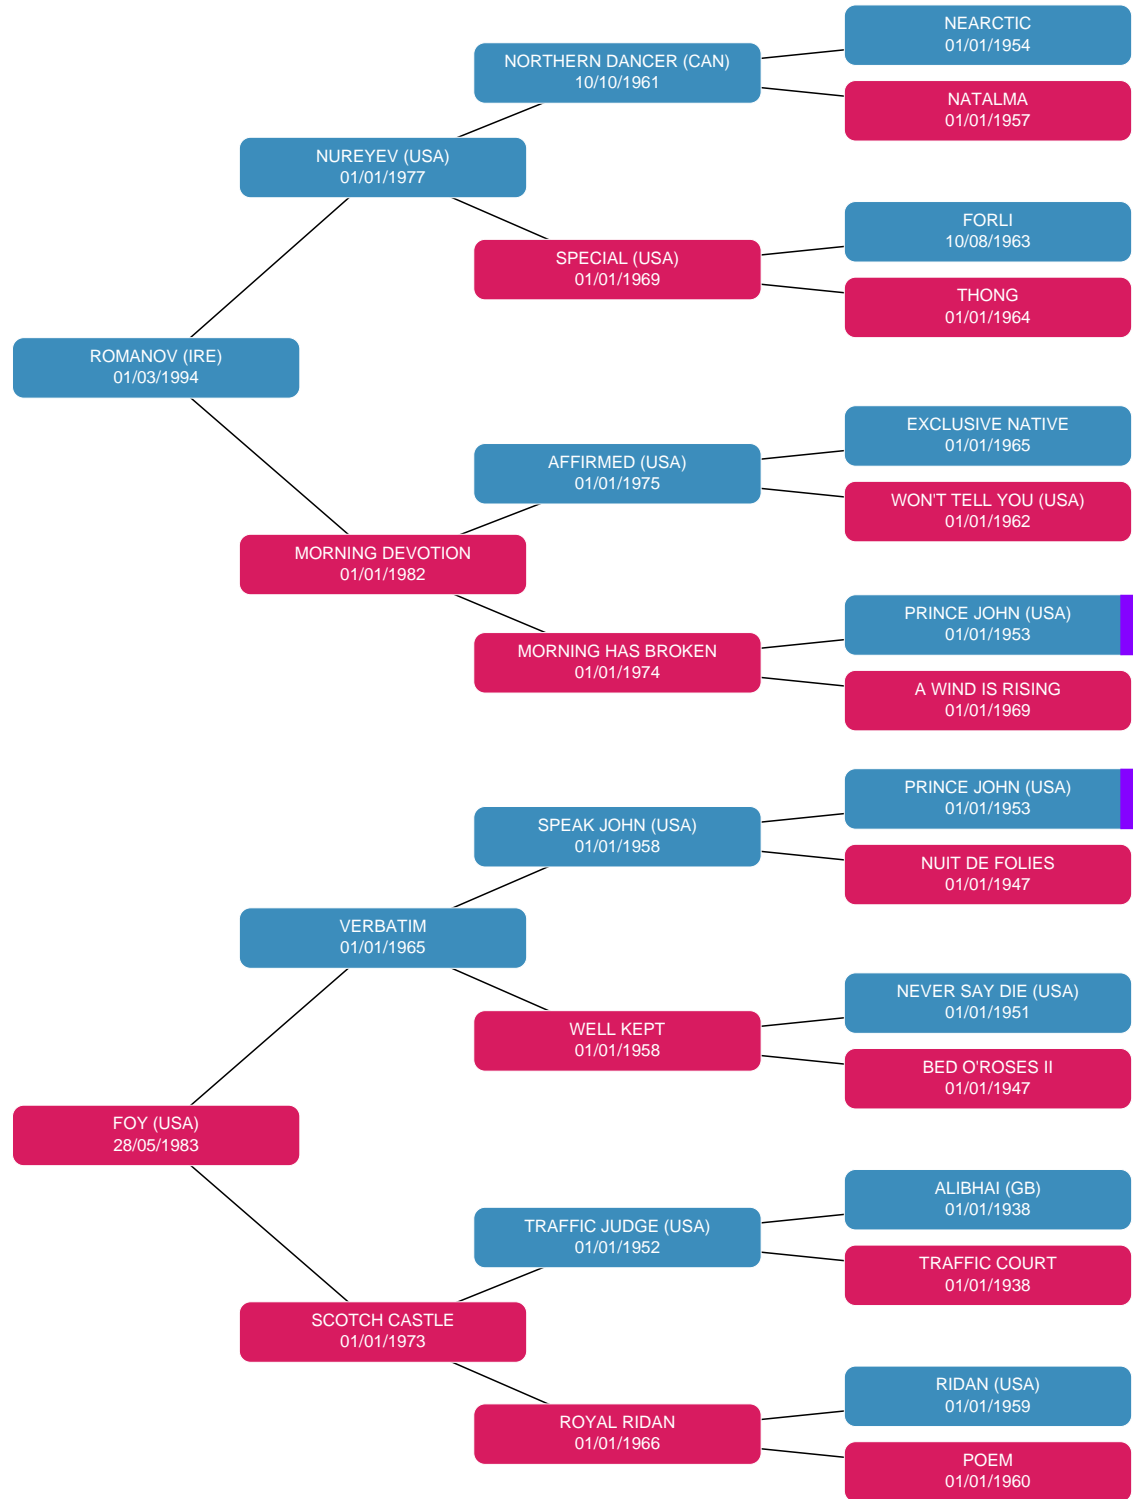 NEARCTIC
01/01/1954
NORTHERN DANCER (CAN)
10/10/1961
NATALMA
01/01/1957
NUREYEV (USA)
01/01/1977
FORLI
10/08/1963
SPECIAL (USA)
01/01/1969
THONG
01/01/1964
ROMANOV (IRE)
01/03/1994
EXCLUSIVE NATIVE
01/01/1965
AFFIRMED (USA)
01/01/1975
WON'T TELL YOU (USA)
01/01/1962
MORNING DEVOTION
01/01/1982
PRINCE JOHN (USA)
01/01/1953
MORNING HAS BROKEN
01/01/1974
A WIND IS RISING
01/01/1969
PRINCE JOHN (USA)
01/01/1953
SPEAK JOHN (USA)
01/01/1958
NUIT DE FOLIES
01/01/1947
VERBATIM
01/01/1965
NEVER SAY DIE (USA)
01/01/1951
WELL KEPT
01/01/1958
BED O'ROSES II
01/01/1947
FOY (USA)
28/05/1983
ALIBHAI (GB)
01/01/1938
TRAFFIC JUDGE (USA)
01/01/1952
TRAFFIC COURT
01/01/1938
SCOTCH CASTLE
01/01/1973
RIDAN (USA)
01/01/1959
ROYAL RIDAN
01/01/1966
POEM
01/01/1960